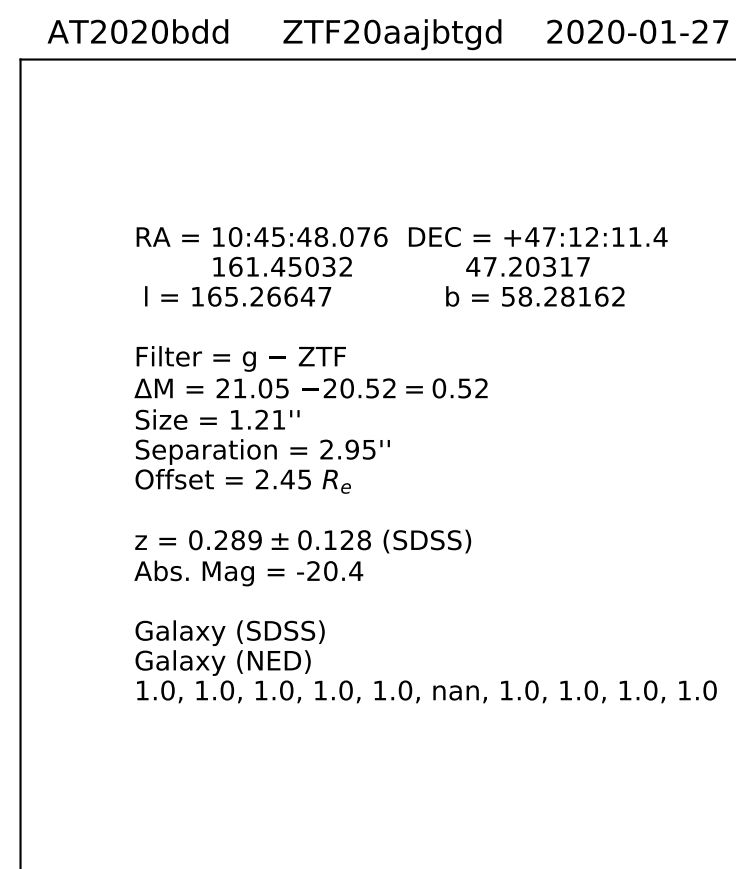 AT2020bdd ZTF20aajbtgd 2020-01-27
RA = 10:45:48.076 DEC = +47:12:11.4
161.45032 47.20317
l = 165.26647 b = 58.28162
Filter = g − ZTF
ΔM = 21.05 −20.52 = 0.52
Size = 1.21''
Separation = 2.95''
Offset = 2.45 Rₑ
z = 0.289 ± 0.128 (SDSS)
Abs. Mag = -20.4
Galaxy (SDSS)
Galaxy (NED)
1.0, 1.0, 1.0, 1.0, 1.0, nan, 1.0, 1.0, 1.0, 1.0